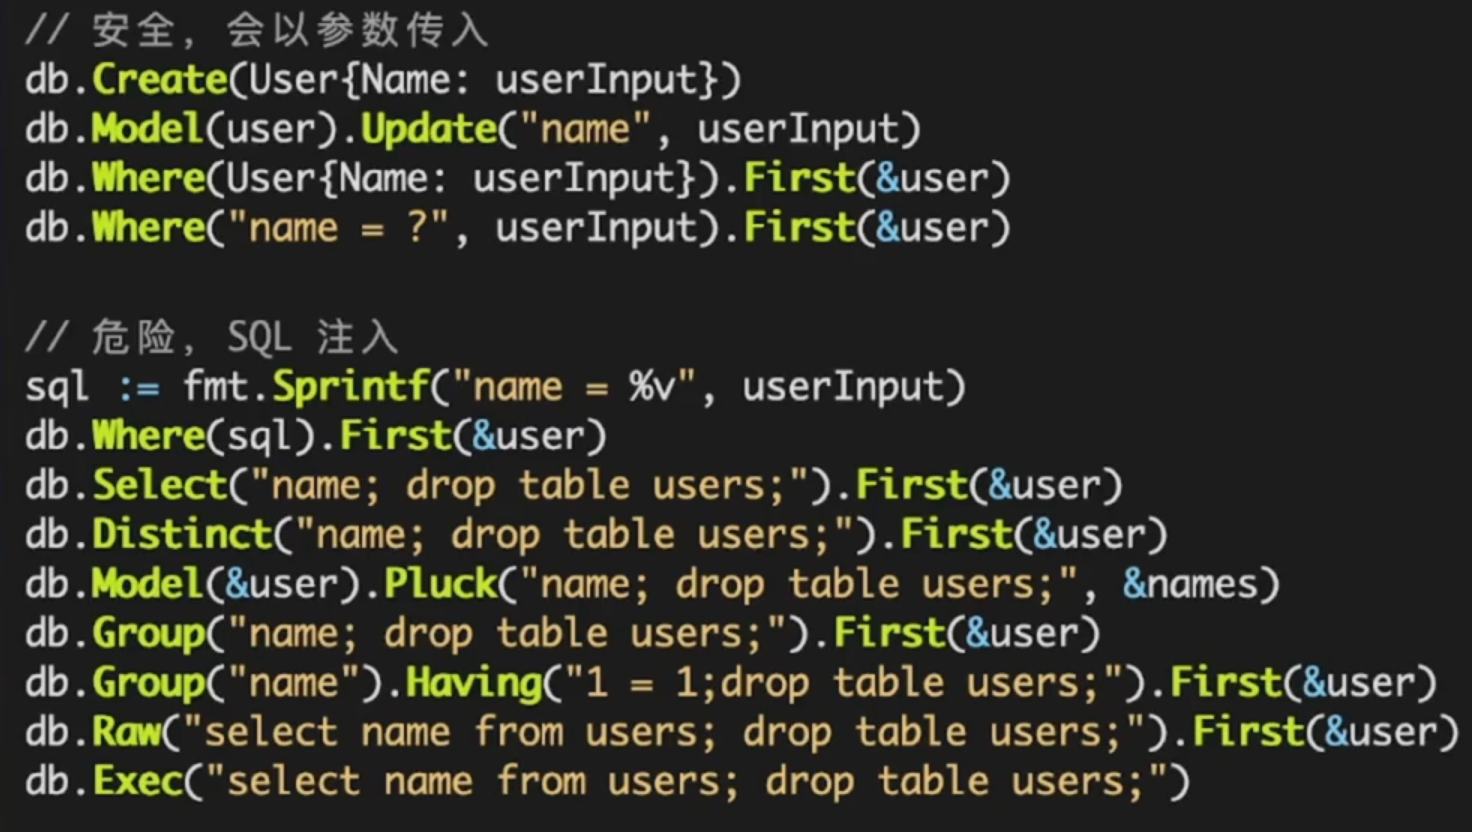 // 安全，会以参数传入
db.Create(User{Name: userInput})
db.Model(user).Update("name", userInput)
db.Where(User{Name: userInput}).First(&user)
db.Where("name = ?", userInput).First(&user)
// 危险，SQL 注入
sql := fmt.Sprintf("name = %v", userInput)
db.Where(sql).First(&user)
db.Select("name; drop table users;").First(&user)
db.Distinct("name; drop table users;").First(&user)
db.Model(&user).Pluck("name; drop table users;", &names)
db.Group("name; drop table users;").First(&user)
db.Group("name").Having("1 = 1;drop table users;").First(&user)
db.Raw("select name from users; drop table users;").First(&user)
db.Exec("select name from users; drop table users;")